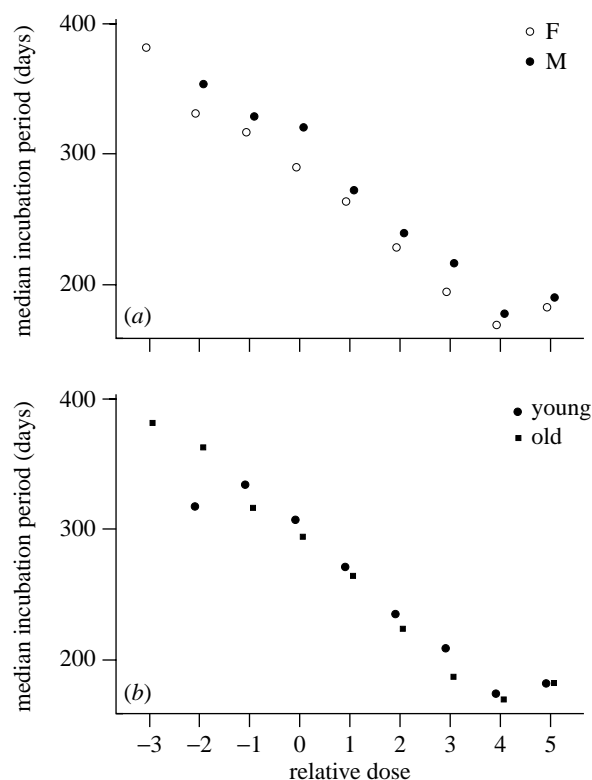 400
300
200
median incubation period (days)
F
M
(a)
400
300
200
median incubation period (days)
young
old
(b)
−3 −2 −1 0 1 2 3 4 5
relative dose